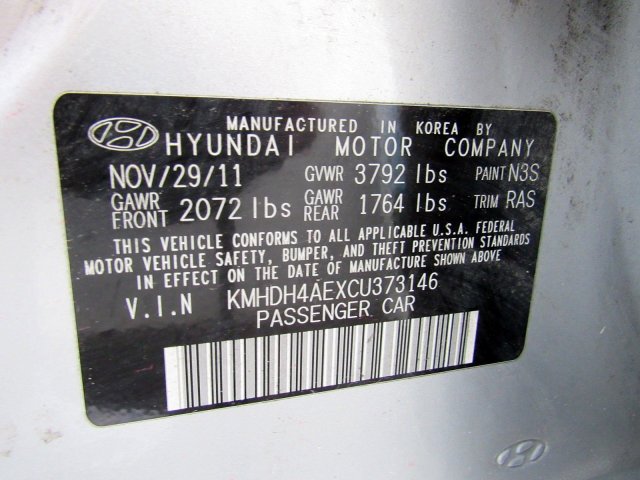 MANUFACTURED IN KOREA BY
HYUNDAI MOTOR COMPANY
NOV/29/11 GVWR 3792 lbs PAINT N3S
GAWR FRONT 2072 lbs GAWR REAR 1764 lbs TRIM RAS
THIS VEHICLE CONFORMS TO ALL APPLICABLE U.S.A. FEDERAL
MOTOR VEHICLE SAFETY, BUMPER, AND THEFT PREVENTION STANDARDS
IN EFFECT ON THE DATE OF MANUFACTURE SHOWN ABOVE
V.I.N KMHDH4AEXCU373146
PASSENGER CAR